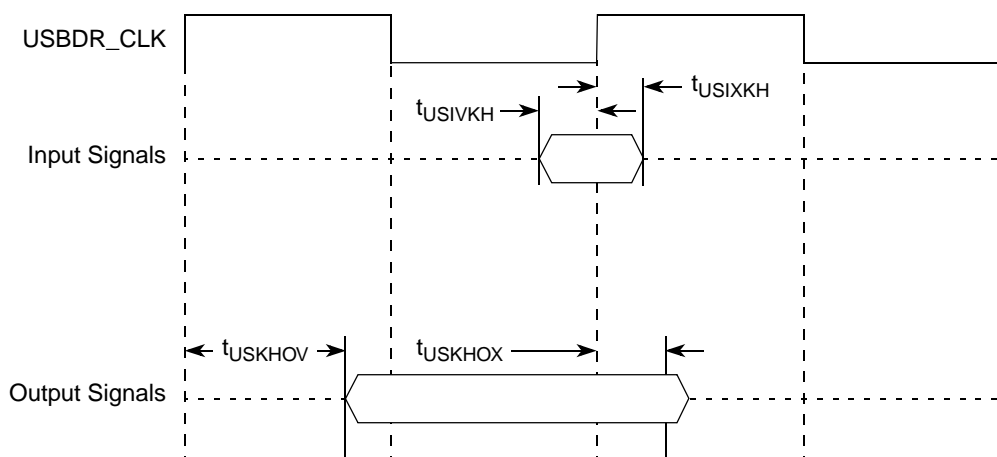 USBDR_CLK
tUSIXKH
tUSIVKH
Input Signals
tUSKHOV
tUSKHOX
Output Signals